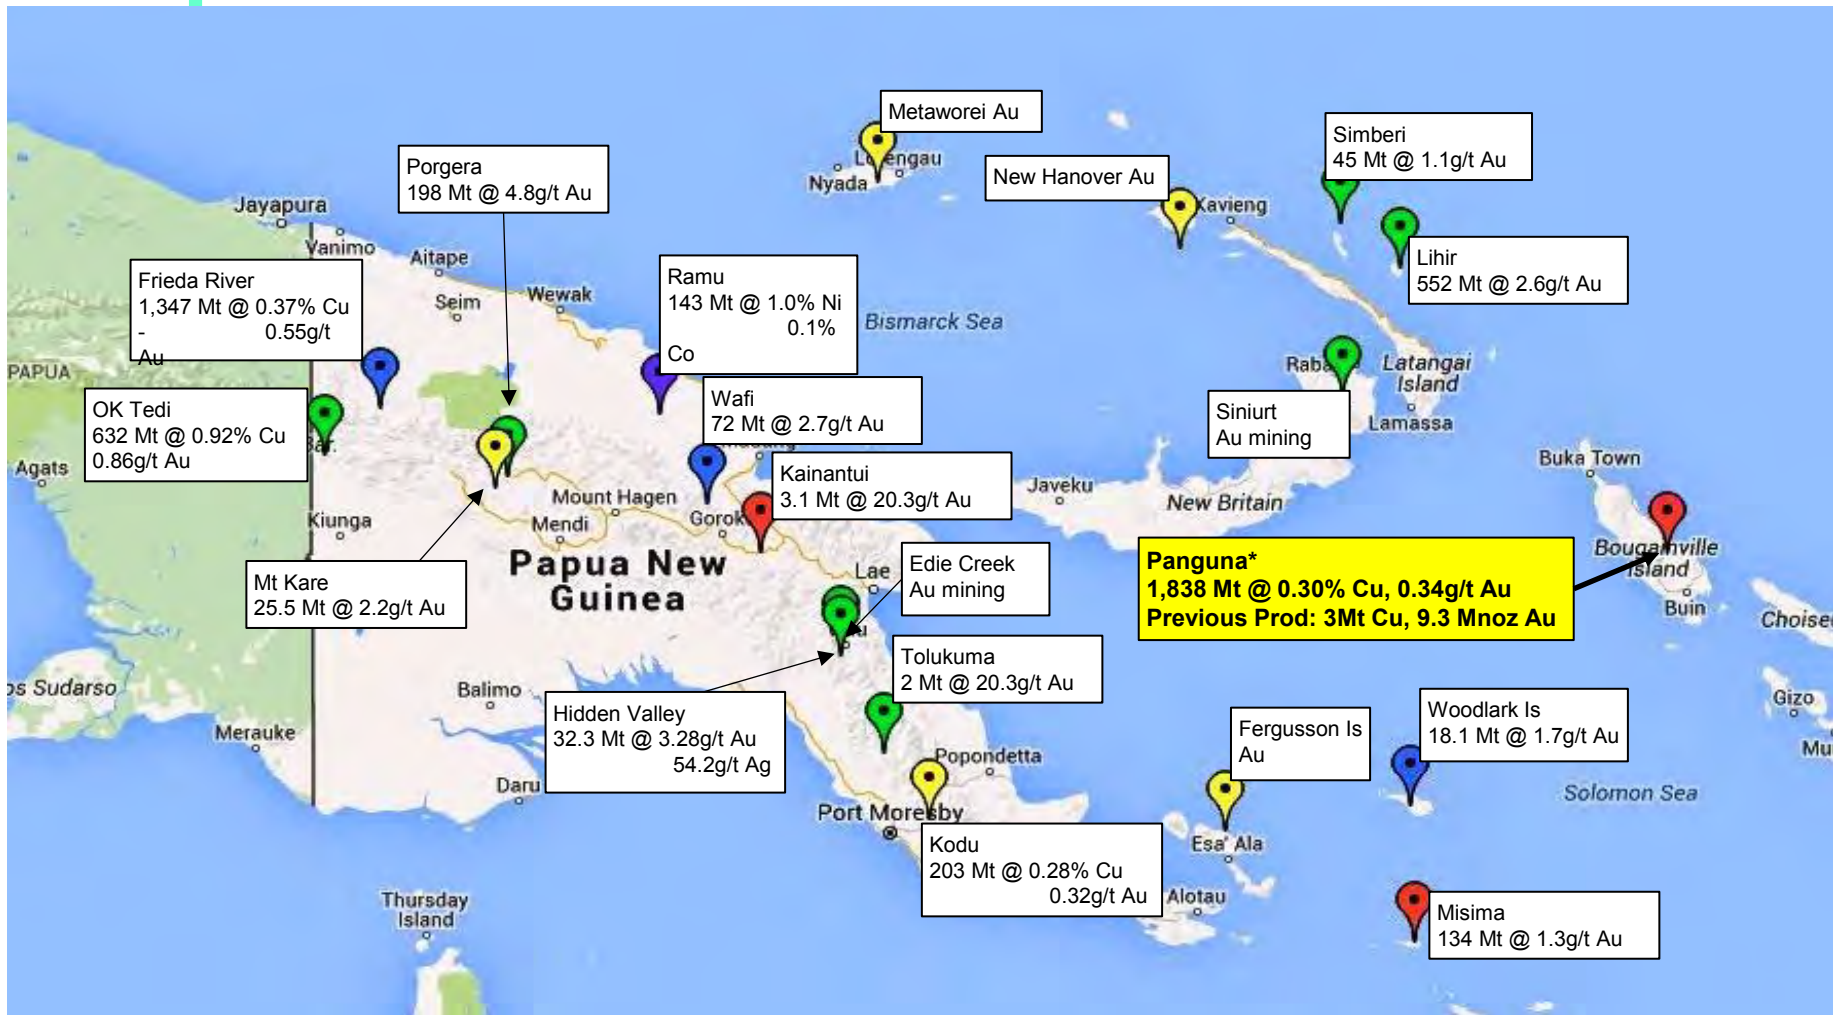 Metaworei Au
Simberi
45 Mt @ 1.1g/t Au
Porgera
198 Mt @ 4.8g/t Au
Lorengau
Nyada
New Hanover Au
Kavieng
Jayapura
Vanimo
Aitape
Lihir
552 Mt @ 2.6g/t Au
Frieda River
1,347 Mt @ 0.37% Cu
- 0.55g/t
Au
Seim
Wewak
Ramu
143 Mt @ 1.0% Ni
0.1%
Co
Bismarck Sea
PAPUA
Latangai
Island
Lamassa
OK Tedi
632 Mt @ 0.92% Cu
0.86g/t Au
Wafi
72 Mt @ 2.7g/t Au
Siniurt
Au mining
Agats
Kainantui
3.1 Mt @ 20.3g/t Au
Javeku
New Britain
Buka Town
Mount Hagen
Kiunga
Mendi
Papua New
Guinea
Lae
Edie Creek
Au mining
Panguna*
1,838 Mt @ 0.30% Cu, 0.34g/t Au
Previous Prod: 3Mt Cu, 9.3 Mnoz Au
Bougainville
Island
Buin
Mt Kare
25.5 Mt @ 2.2g/t Au
Tolukuma
2 Mt @ 20.3g/t Au
Balimo
Merauke
Daru
Hidden Valley
32.3 Mt @ 3.28g/t Au
54.2g/t Ag
Popondetta
Port Moresby
Fergusson Is
Au
Woodlark Is
18.1 Mt @ 1.7g/t Au
Gizo
Solomon Sea
Kodu
203 Mt @ 0.28% Cu
0.32g/t Au
Esa' Ala
Alotau
Thursday
Island
Misima
134 Mt @ 1.3g/t Au